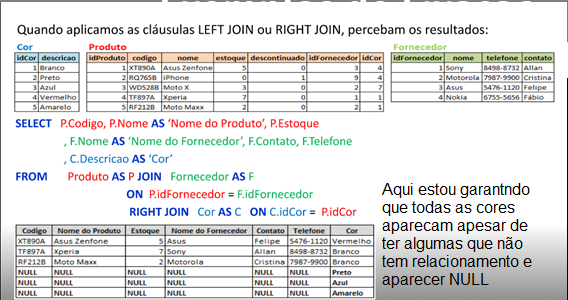 Quando aplicamos as cláusulas LEFT JOIN ou RIGHT JOIN, percebam os resultados:
Cor Produto Fornecedor
idCor descricao idProduto codigo nome estoque descontinuado idFornecedor idCor idFornecedor nome telefone contato
1 Branco 1 XT890A Asus Zenfone 5 0 3 4 1 Sony 8498-8732 Allan
2 Preto 2 RQ765B iPhone 0 1 9 4 2 Motorola 7987-9900 Cristina
3 Azul 3 WD528B Moto X 3 0 2 7 3 Asus 5476-1120 Felipe
4 Vermelho 4 TF897A Xperia 7 0 1 1 4 Nokia 6755-5656 Fábio
5 Amarelo 5 RF212B Moto Maxx 2 0 2 1
SELECT P.Codigo, P.Nome AS ‘Nome do Produto’, P.Estoque
, F.Nome AS ‘Nome do Fornecedor’, F.Contato, F.Telefone
, C.Descricao AS ‘Cor’
FROM Produto AS P JOIN Fornecedor AS F
ON P.idFornecedor = F.idFornecedor
RIGHT JOIN Cor AS C ON C.idCor = P.idCor
Aqui estou garantndo
que todas as cores
aparecam apesar de
ter algumas que não
tem relacionamento e
aparecer NULL
Codigo Nome do Produto Estoque Nome do Fornecedor Contato Telefone Cor
XT890A Asus Zenfone 5 Asus Felipe 5476-1120 Vermelho
TF897A Xperia 7 Sony Allan 8498-8732 Branco
RF212B Moto Maxx 2 Motorola Cristina 7987-9900 Branco
NULL NULL NULL NULL NULL NULL Preto
NULL NULL NULL NULL NULL NULL Azul
NULL NULL NULL NULL NULL NULL Amarelo